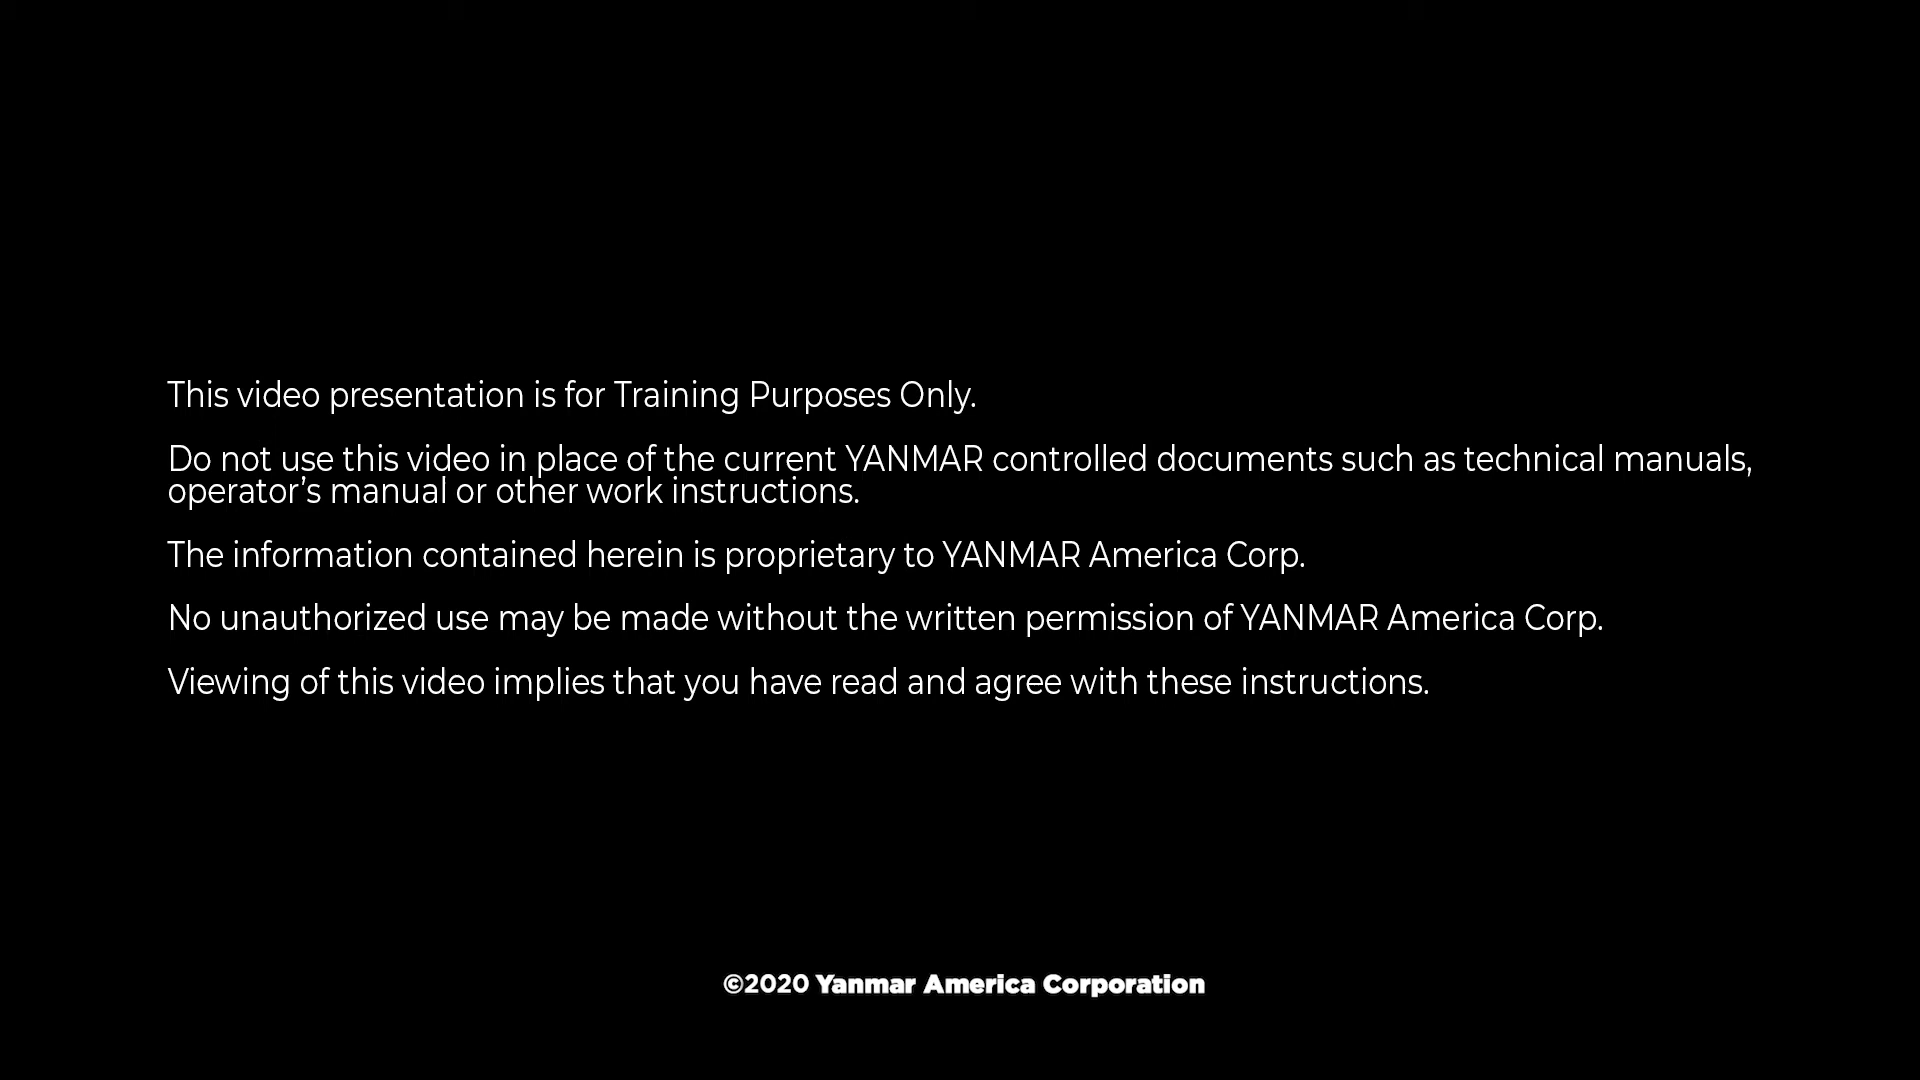 This video presentation is for Training Purposes Only.
Do not use this video in place of the current YANMAR controlled documents such as technical manuals,
operator’s manual or other work instructions.
The information contained herein is proprietary to YANMAR America Corp.
No unauthorized use may be made without the written permission of YANMAR America Corp.
Viewing of this video implies that you have read and agree with these instructions.
©2020 Yanmar America Corporation